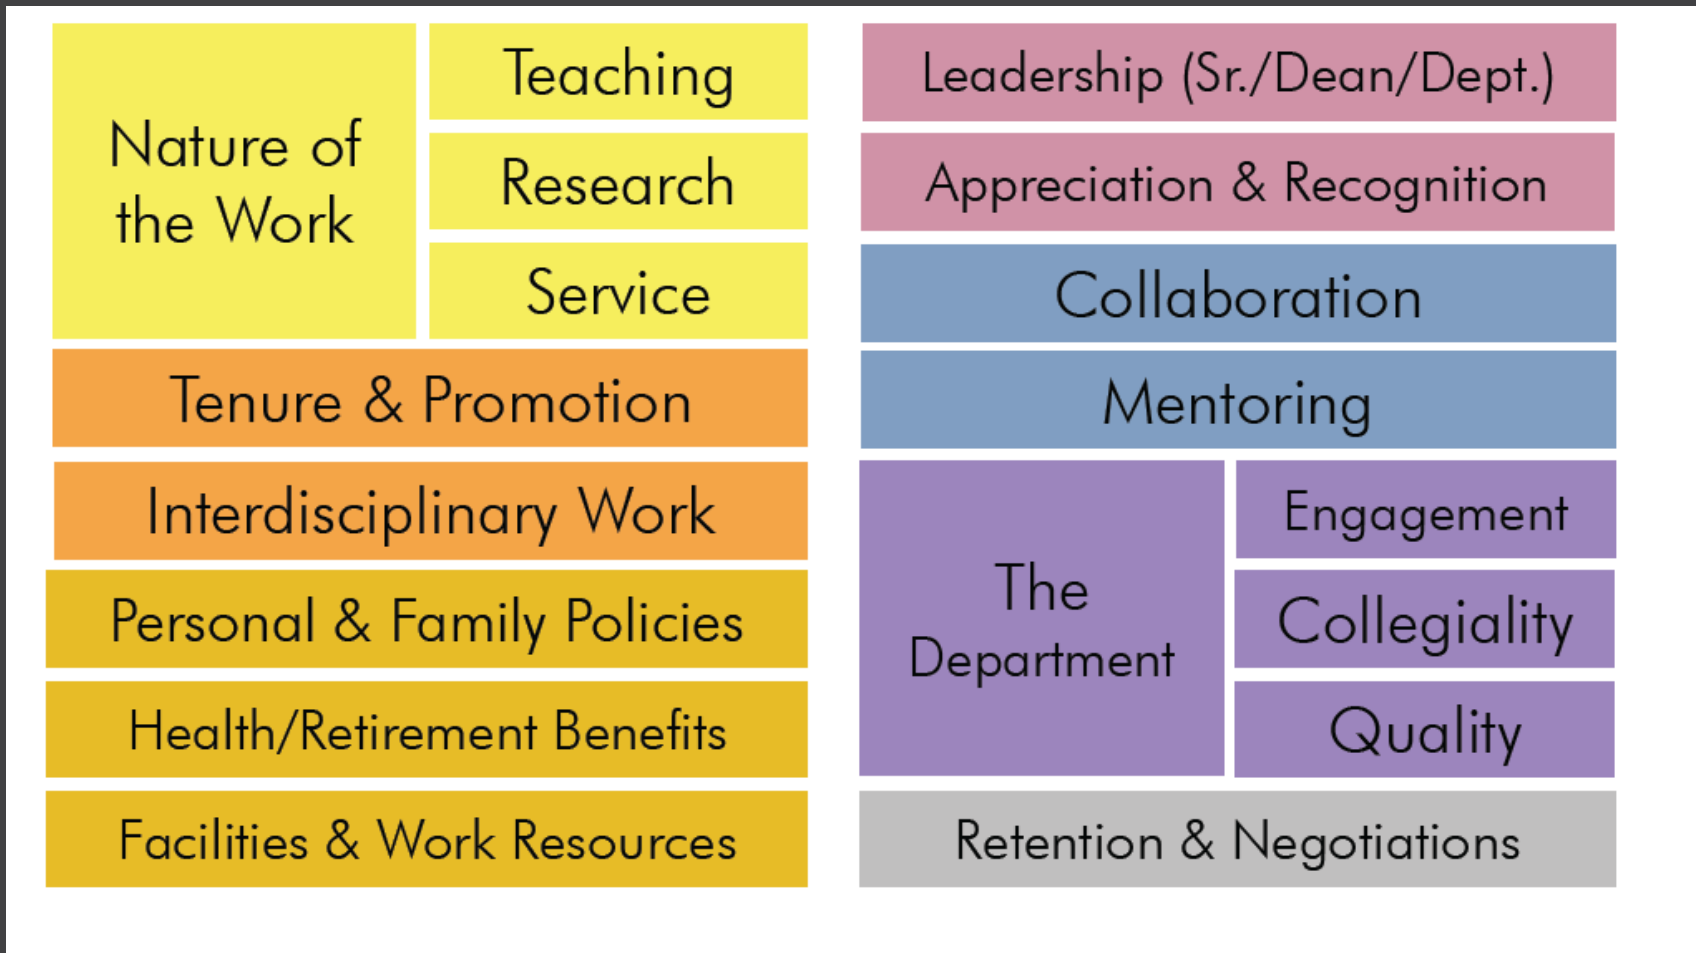 Nature of
the Work
Teaching
Research
Service
Tenure & Promotion
Interdisciplinary Work
Personal & Family Policies
Health/Retirement Benefits
Facilities & Work Resources
Leadership (Sr./Dean/Dept.)
Appreciation & Recognition
Collaboration
Mentoring
The
Department
Engagement
Collegiality
Quality
Retention & Negotiations